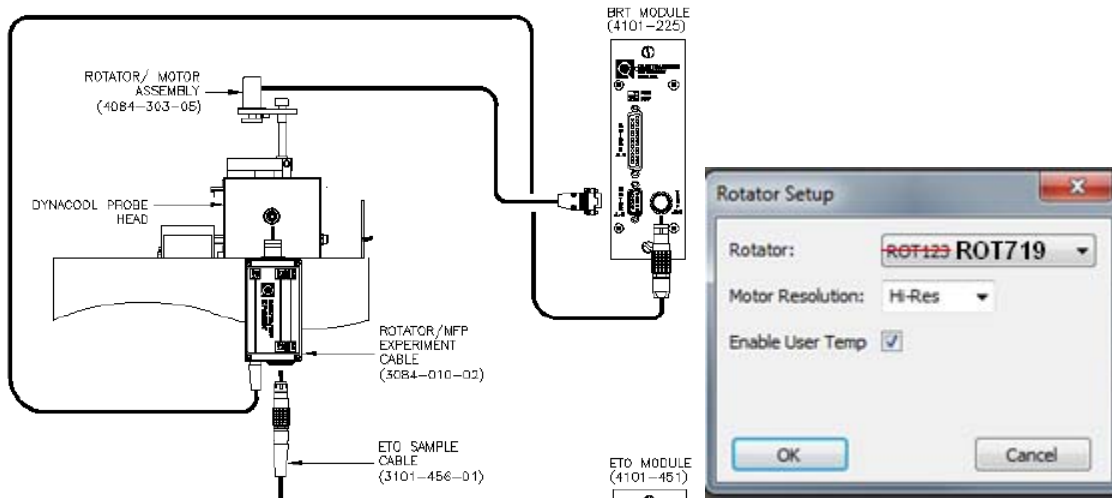 BRT MODULE
(4101-225)
ROTATOR/ MOTOR
ASSEMBLY
(4084-303-05)
DYNACOOL PROBE
HEAD
ROTATOR/MFP
EXPERIMENT
CABLE
(3084-010-02)
ETO SAMPLE
CABLE
(3101-456-01)
ETO MODULE
(4101-451)
Rotator Setup
Rotator: ROT123 ROT719
Motor Resolution: Hi-Res
Enable User Temp
OK Cancel